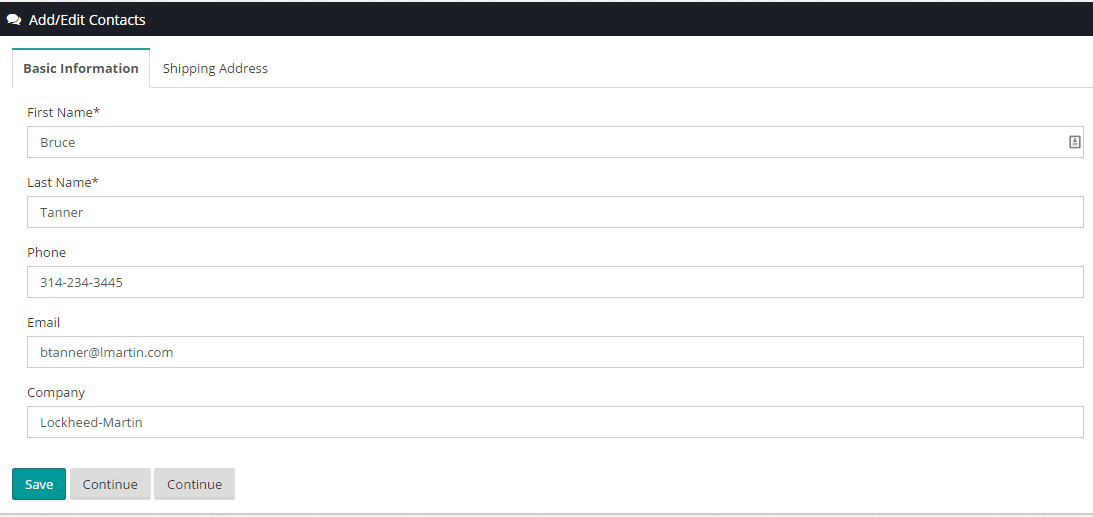 Add/Edit Contacts
Basic Information Shipping Address
First Name*
Bruce
Last Name*
Tanner
Phone
314-234-3445
Email
btanner@lmartin.com
Company
Lockheed-Martin
Save Continue Continue